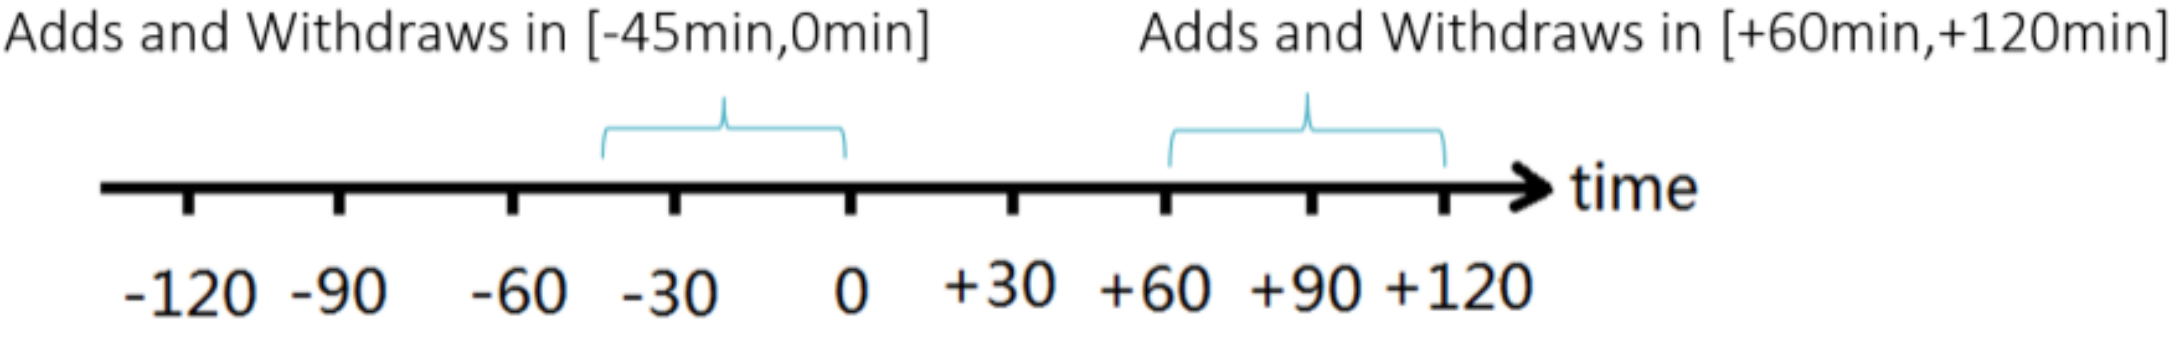 Adds and Withdraws in [-45min,0min] Adds and Withdraws in [+60min,+120min]
time
-120 -90 -60 -30 0 +30 +60 +90 +120